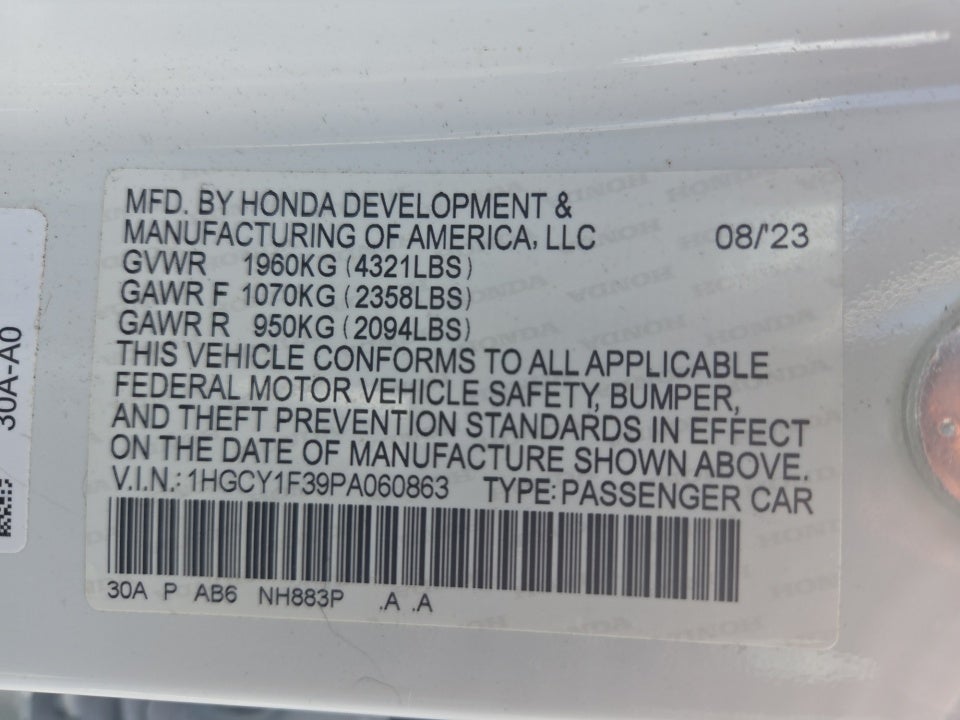 MFD. BY HONDA DEVELOPMENT &
MANUFACTURING OF AMERICA, LLC 08/'23
GVWR 1960KG (4321LBS)
GAWR F 1070KG (2358LBS)
GAWR R 950KG (2094LBS)
THIS VEHICLE CONFORMS TO ALL APPLICABLE
FEDERAL MOTOR VEHICLE SAFETY, BUMPER,
AND THEFT PREVENTION STANDARDS IN EFFECT
ON THE DATE OF MANUFACTURE SHOWN ABOVE.
V.I.N.: 1HGCY1F39PA060863 TYPE: PASSENGER CAR
30A P AB6 NH883P .A .A
30A-A0